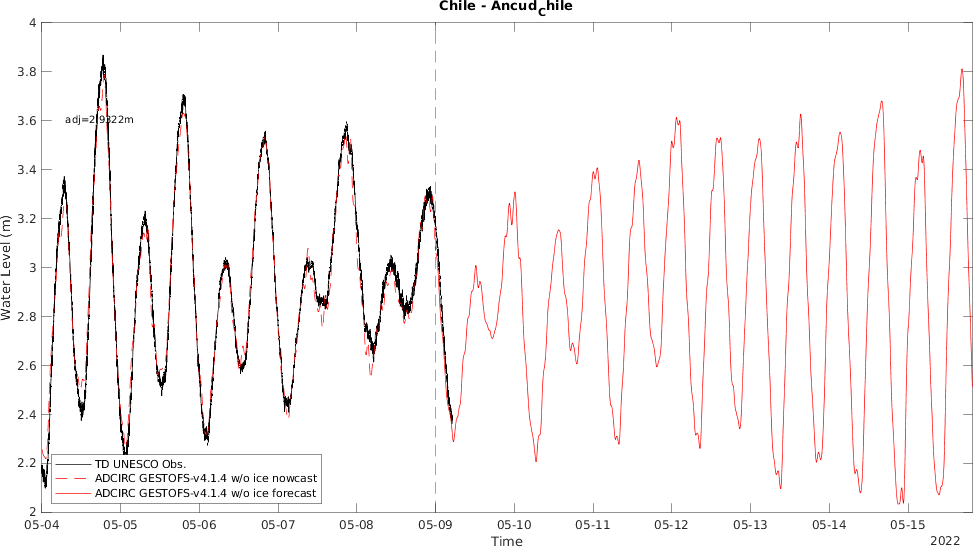 Chile - Ancud_Chile
4
3.8
3.6
3.4
3.2
3
2.8
2.6
2.4
2.2
2
Water Level (m)
adj=2.9322m
TD UNESCO Obs.
ADCIRC GESTOFS-v4.1.4 w/o ice nowcast
ADCIRC GESTOFS-v4.1.4 w/o ice forecast
05-04 05-05 05-06 05-07 05-08 05-09 05-10 05-11 05-12 05-13 05-14 05-15
Time
2022